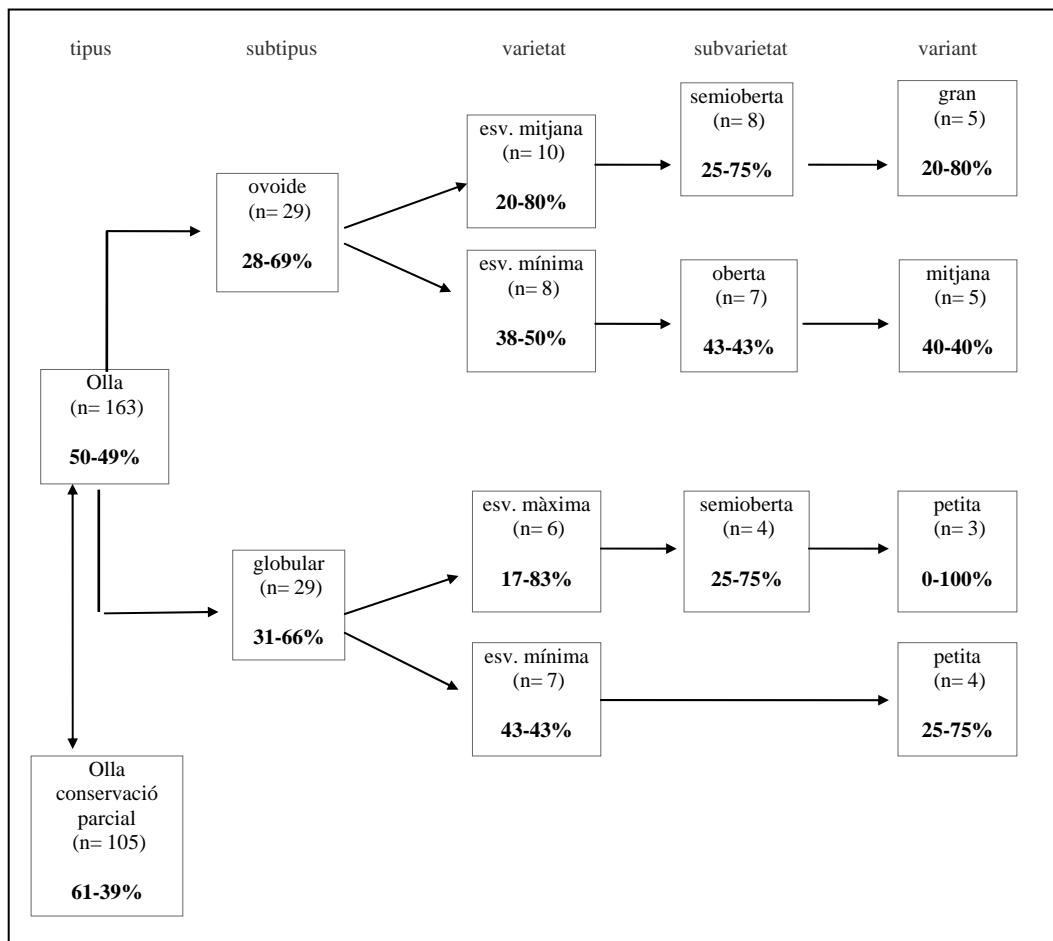 tipus
subtipus
varietat
subvarietat
variant
semioberta
(n= 8)
25-75%
gran
(n= 5)
20-80%
esv. mitjana
(n= 10)
20-80%
ovoide
(n= 29)
28-69%
esv. mínima
(n= 8)
38-50%
oberta
(n= 7)
43-43%
mitjana
(n= 5)
40-40%
Olla
(n= 163)
50-49%
esv. màxima
(n= 6)
17-83%
semioberta
(n= 4)
25-75%
petita
(n= 3)
0-100%
globular
(n= 29)
31-66%
esv. mínima
(n= 7)
43-43%
petita
(n= 4)
25-75%
Olla
conservació
parcial
(n= 105)
61-39%